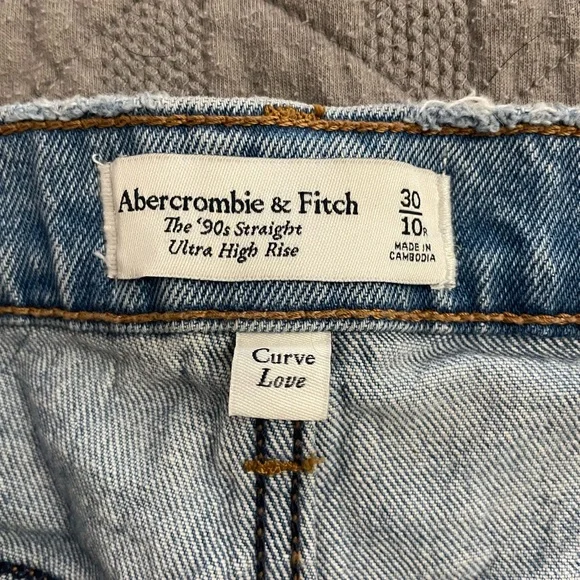 Abercrombie & Fitch
The '90s Straight
Ultra High Rise
30
10R
MADE IN
CAMBODIA
Curve
Love